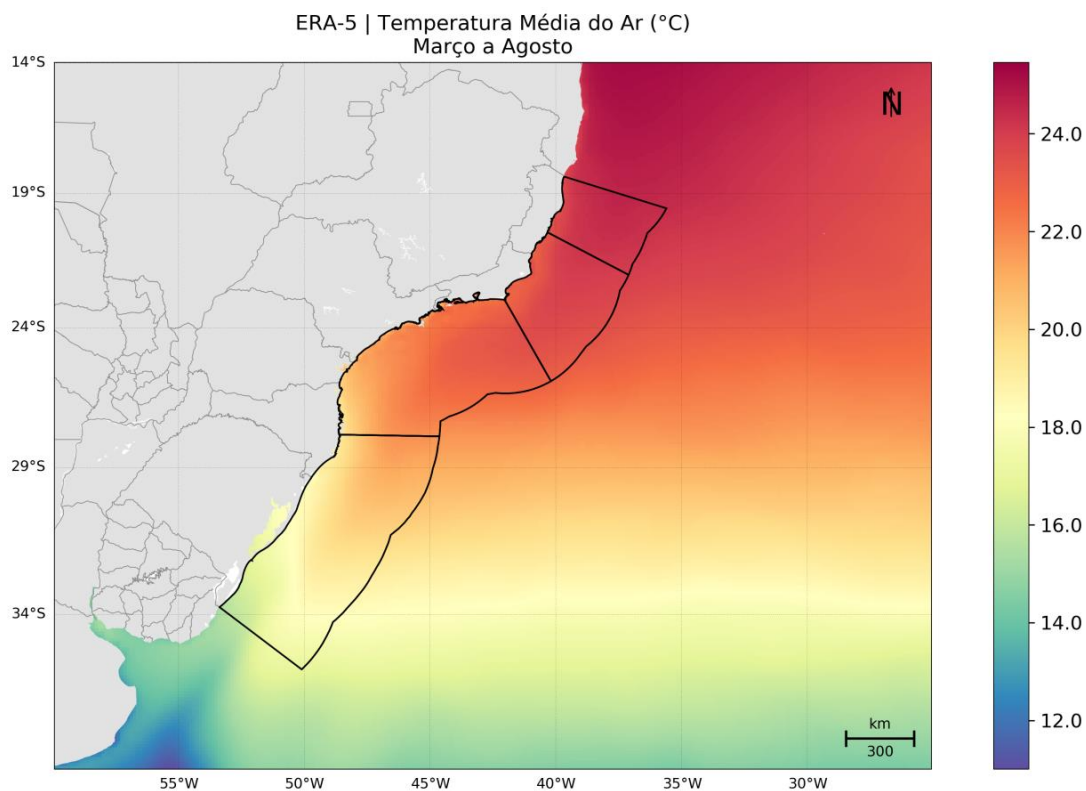 ERA-5 | Temperatura Média do Ar (°C)
Março a Agosto
14°S
19°S
24°S
29°S
34°S
55°W
50°W
45°W
40°W
35°W
30°W
N
km
300
24.0
22.0
20.0
18.0
16.0
14.0
12.0